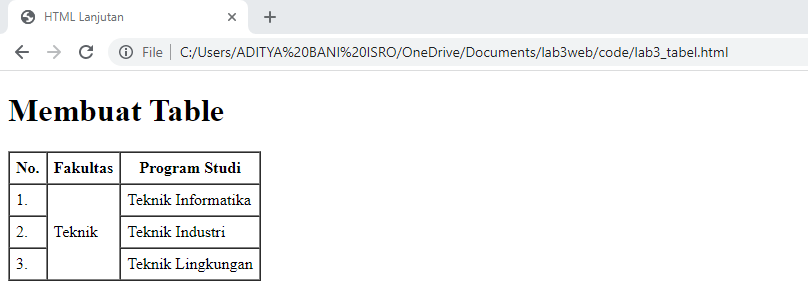 HTML Lanjutan
File C:/Users/ADITYA%20BANI%20ISRO/OneDrive/Documents/lab3web/code/lab3_tabel.html
Membuat Table
No. Fakultas Program Studi
1. Teknik Informatika
2. Teknik Teknik Industri
3. Teknik Lingkungan